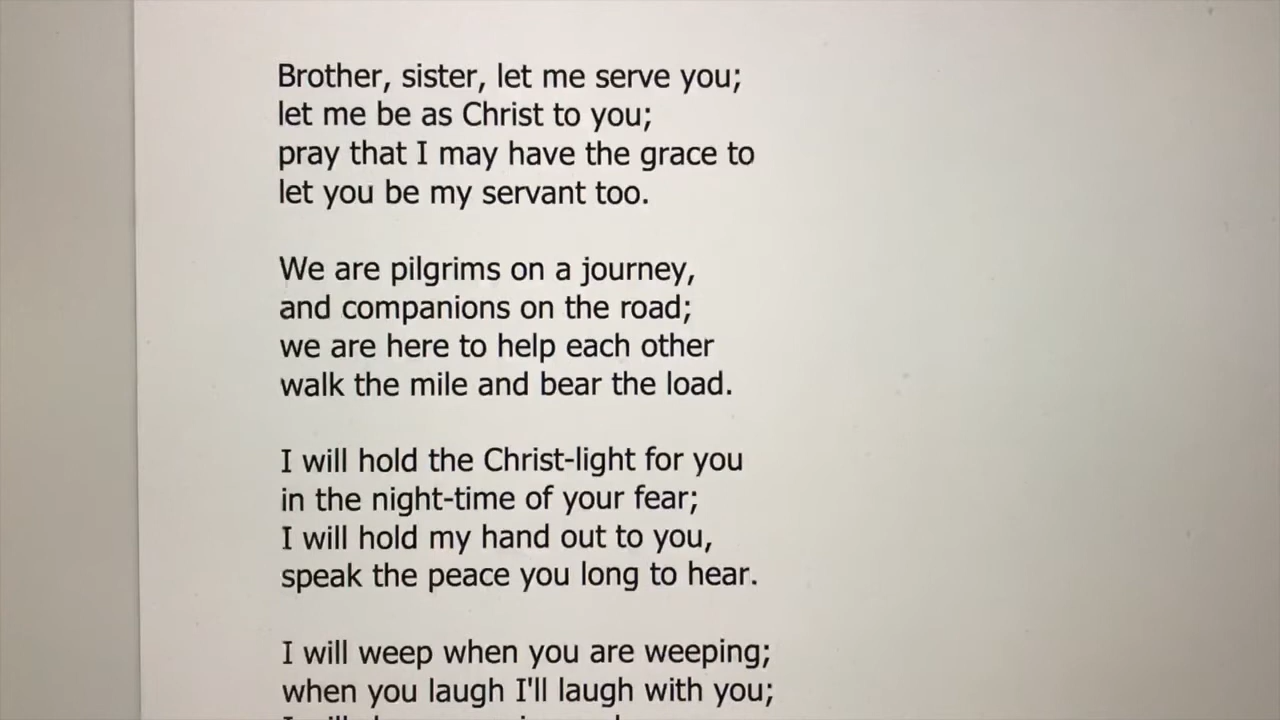 Brother, sister, let me serve you;
let me be as Christ to you;
pray that I may have the grace to
let you be my servant too.
We are pilgrims on a journey,
and companions on the road;
we are here to help each other
walk the mile and bear the load.
I will hold the Christ-light for you
in the night-time of your fear;
I will hold my hand out to you,
speak the peace you long to hear.
I will weep when you are weeping;
when you laugh I'll laugh with you;